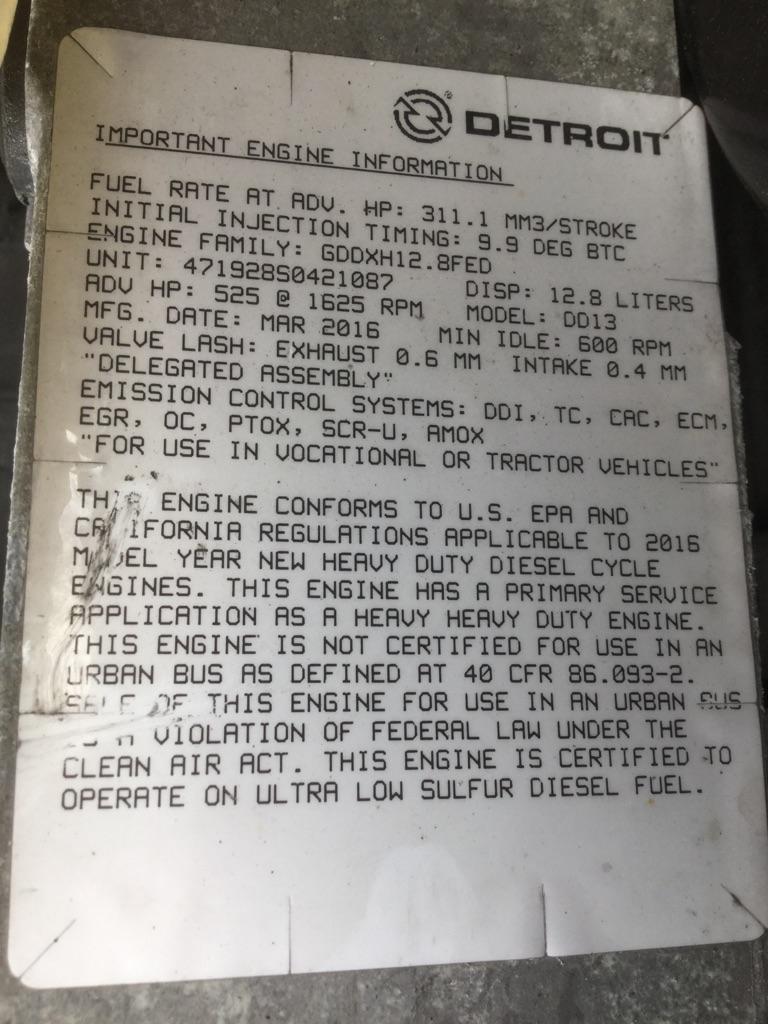 DETROIT
IMPORTANT ENGINE INFORMATION
FUEL RATE AT ADV. HP: 311.1 MM3/STROKE
INITIAL INJECTION TIMING: 9.9 DEG BTC
ENGINE FAMILY: GDDXH12.8FED
UNIT: 471928S0421087 DISP: 12.8 LITERS
ADV HP: 525 @ 1625 RPM MODEL: DD13
MFG. DATE: MAR 2016 MIN IDLE: 600 RPM
VALVE LASH: EXHAUST 0.6 MM INTAKE 0.4 MM
"DELEGATED ASSEMBLY"
EMISSION CONTROL SYSTEMS: DDI, TC, CAC, ECM,
EGR, OC, PTOX, SCR-U, AMOX
"FOR USE IN VOCATIONAL OR TRACTOR VEHICLES"
THIS ENGINE CONFORMS TO U.S. EPA AND
CALIFORNIA REGULATIONS APPLICABLE TO 2016
MODEL YEAR NEW HEAVY DUTY DIESEL CYCLE
ENGINES. THIS ENGINE HAS A PRIMARY SERVICE
APPLICATION AS A HEAVY HEAVY DUTY ENGINE.
THIS ENGINE IS NOT CERTIFIED FOR USE IN AN
URBAN BUS AS DEFINED AT 40 CFR 86.093-2.
SALE OF THIS ENGINE FOR USE IN AN URBAN BUS
IS A VIOLATION OF FEDERAL LAW UNDER THE
CLEAN AIR ACT. THIS ENGINE IS CERTIFIED TO
OPERATE ON ULTRA LOW SULFUR DIESEL FUEL.